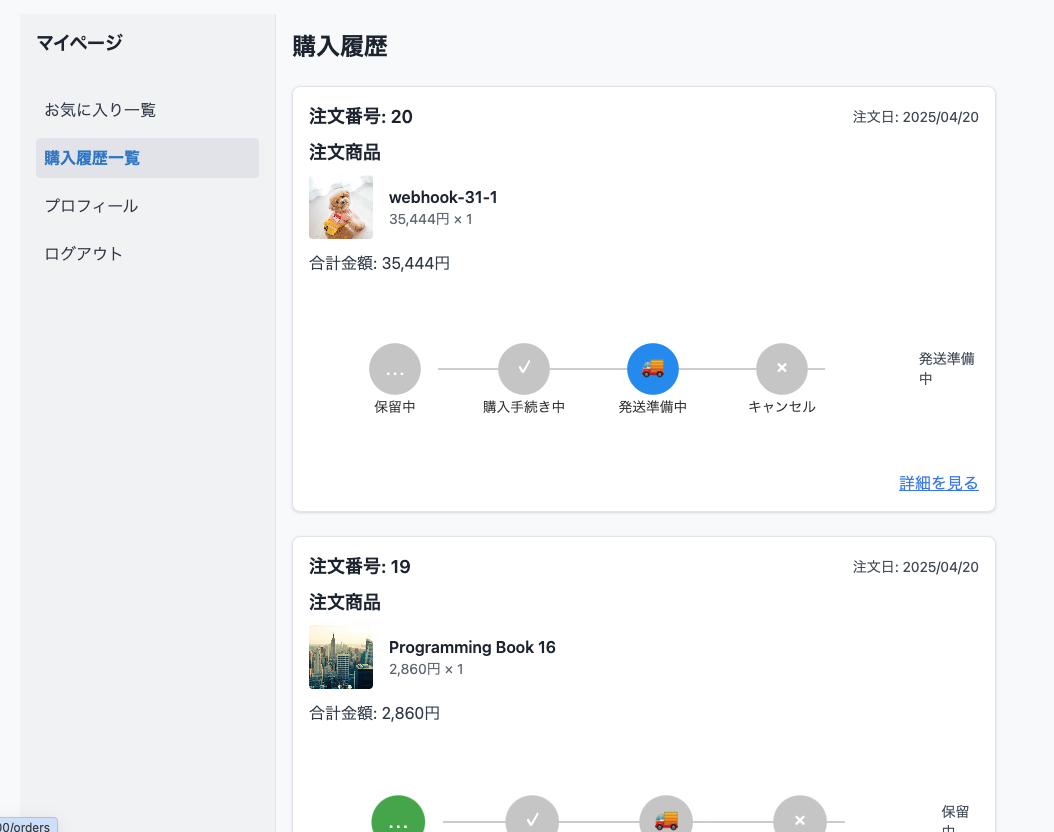 マイページ
お気に入り一覧
購入履歴一覧
プロフィール
ログアウト
購入履歴
注文番号: 20
注文日: 2025/04/20
注文商品
webhook-31-1
35,444円 × 1
合計金額: 35,444円
...
✓
×
保留中
購入手続き中
発送準備中
キャンセル
発送準備
中
詳細を見る
注文番号: 19
注文日: 2025/04/20
注文商品
Programming Book 16
2,860円 × 1
合計金額: 2,860円
...
✓
×
保留
中
00/orders